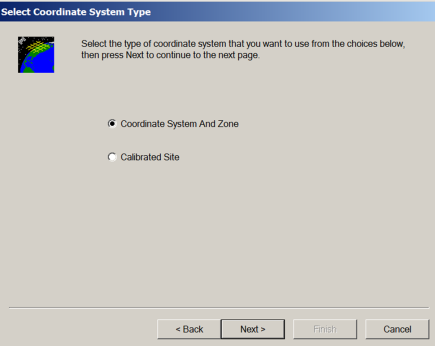 Select Coordinate System Type
Select the type of coordinate system that you want to use from the choices below,
then press Next to continue to the next page.
Coordinate System And Zone
Calibrated Site
< Back Next > Finish Cancel